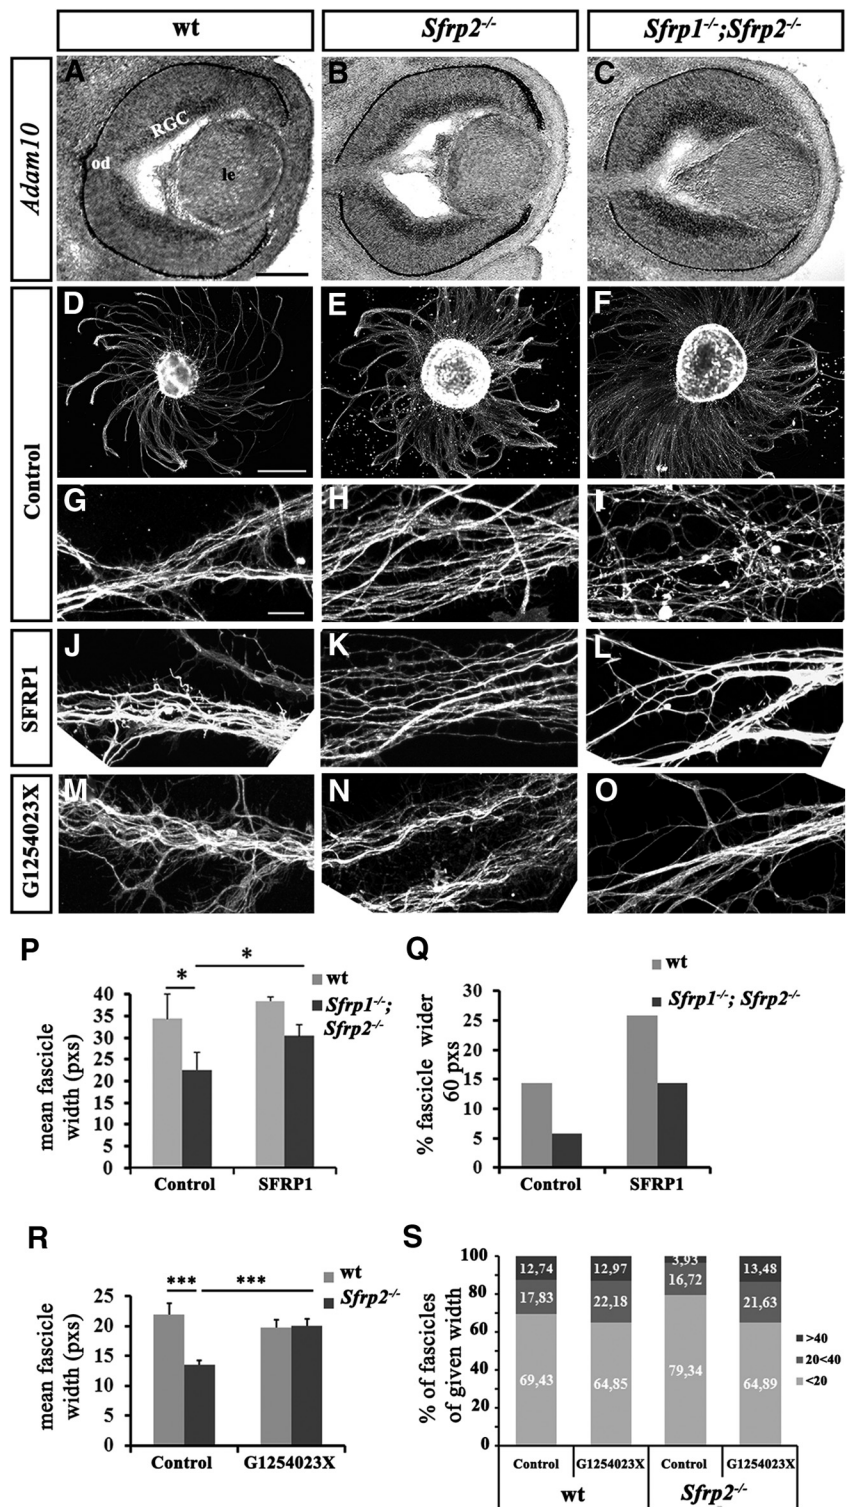 wt
Sfrp2-/-
Sfrp1-/-;Sfrp2-/-
Adam10
A
RGC
od
le
B
C
Control
D
E
F
G
H
I
SFRP1
J
K
L
G1254023X
M
N
O
P
mean fascicle
width (pxs)
40
35
30
25
20
15
10
5
0
*
*
wt
Sfrp1-/-;
Sfrp2-/-
Control
SFRP1
Q
% fascicle wider
60 pxs
30
25
20
15
10
5
0
wt
Sfrp1-/-; Sfrp2-/-
Control
SFRP1
R
mean fascicle
width (pxs)
25
20
15
10
5
0
***
***
wt
Sfrp2-/-
Control
G1254023X
S
% of fascicles
of given width
100
80
60
40
20
0
12,74
17,83
69,43
12,97
22,18
64,85
3,93
16,72
79,34
13,48
21,63
64,89
>40
20<40
<20
Control
G1254023X
Control
G1254023X
wt
Sfrp2-/-